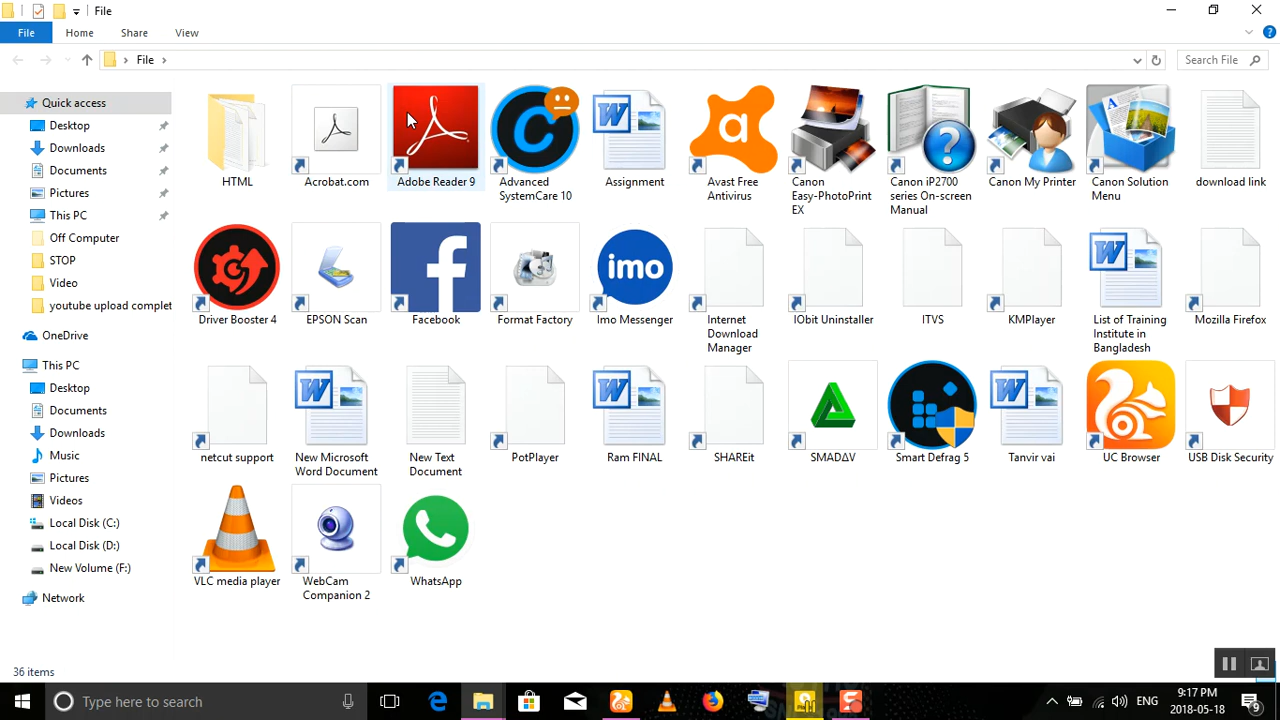 File
File Home Share View
File
Search File
Quick access
Desktop
Downloads
Documents
Pictures
This PC
Off Computer
STOP
Video
youtube upload complet
OneDrive
This PC
Desktop
Documents
Downloads
Music
Pictures
Videos
Local Disk (C:)
Local Disk (D:)
New Volume (F:)
Network
HTML
Acrobat.com
Adobe Reader 9
Advanced
SystemCare 10
Assignment
Avast Free
Antivirus
Canon
Easy-PhotoPrint
EX
Canon iP2700
series On-screen
Manual
Canon My Printer
Canon Solution
Menu
download link
Driver Booster 4
EPSON Scan
Facebook
Format Factory
imo
Imo Messenger
Internet
Download
Manager
IObit Uninstaller
ITVS
KMPlayer
List of Training
Institute in
Bangladesh
Mozilla Firefox
netcut support
New Microsoft
Word Document
New Text
Document
PotPlayer
Ram FINAL
SHAREit
SMADΔV
Smart Defrag 5
Tanvir vai
UC Browser
USB Disk Security
VLC media player
WebCam
Companion 2
WhatsApp
36 items
Type here to search
ENG
9:17 PM
2018-05-18
9